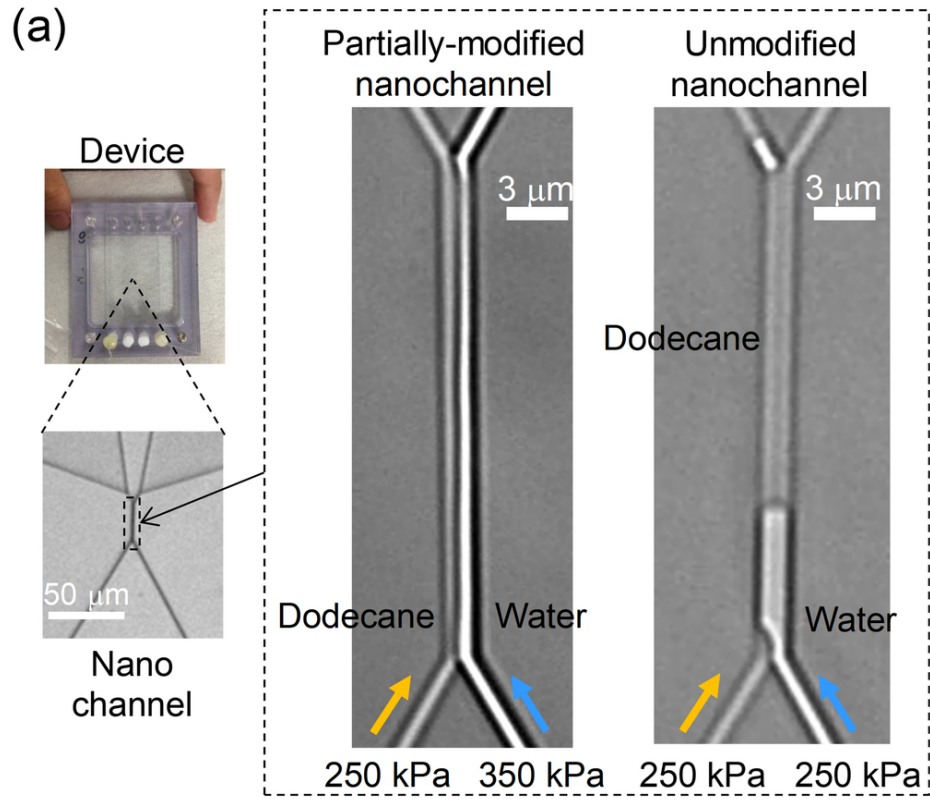 (a)
Partially-modified
nanochannel
Unmodified
nanochannel
Device
3 μm
3 μm
Dodecane
50 μm
Nano
channel
Dodecane
Water
Water
250 kPa
350 kPa
250 kPa
250 kPa